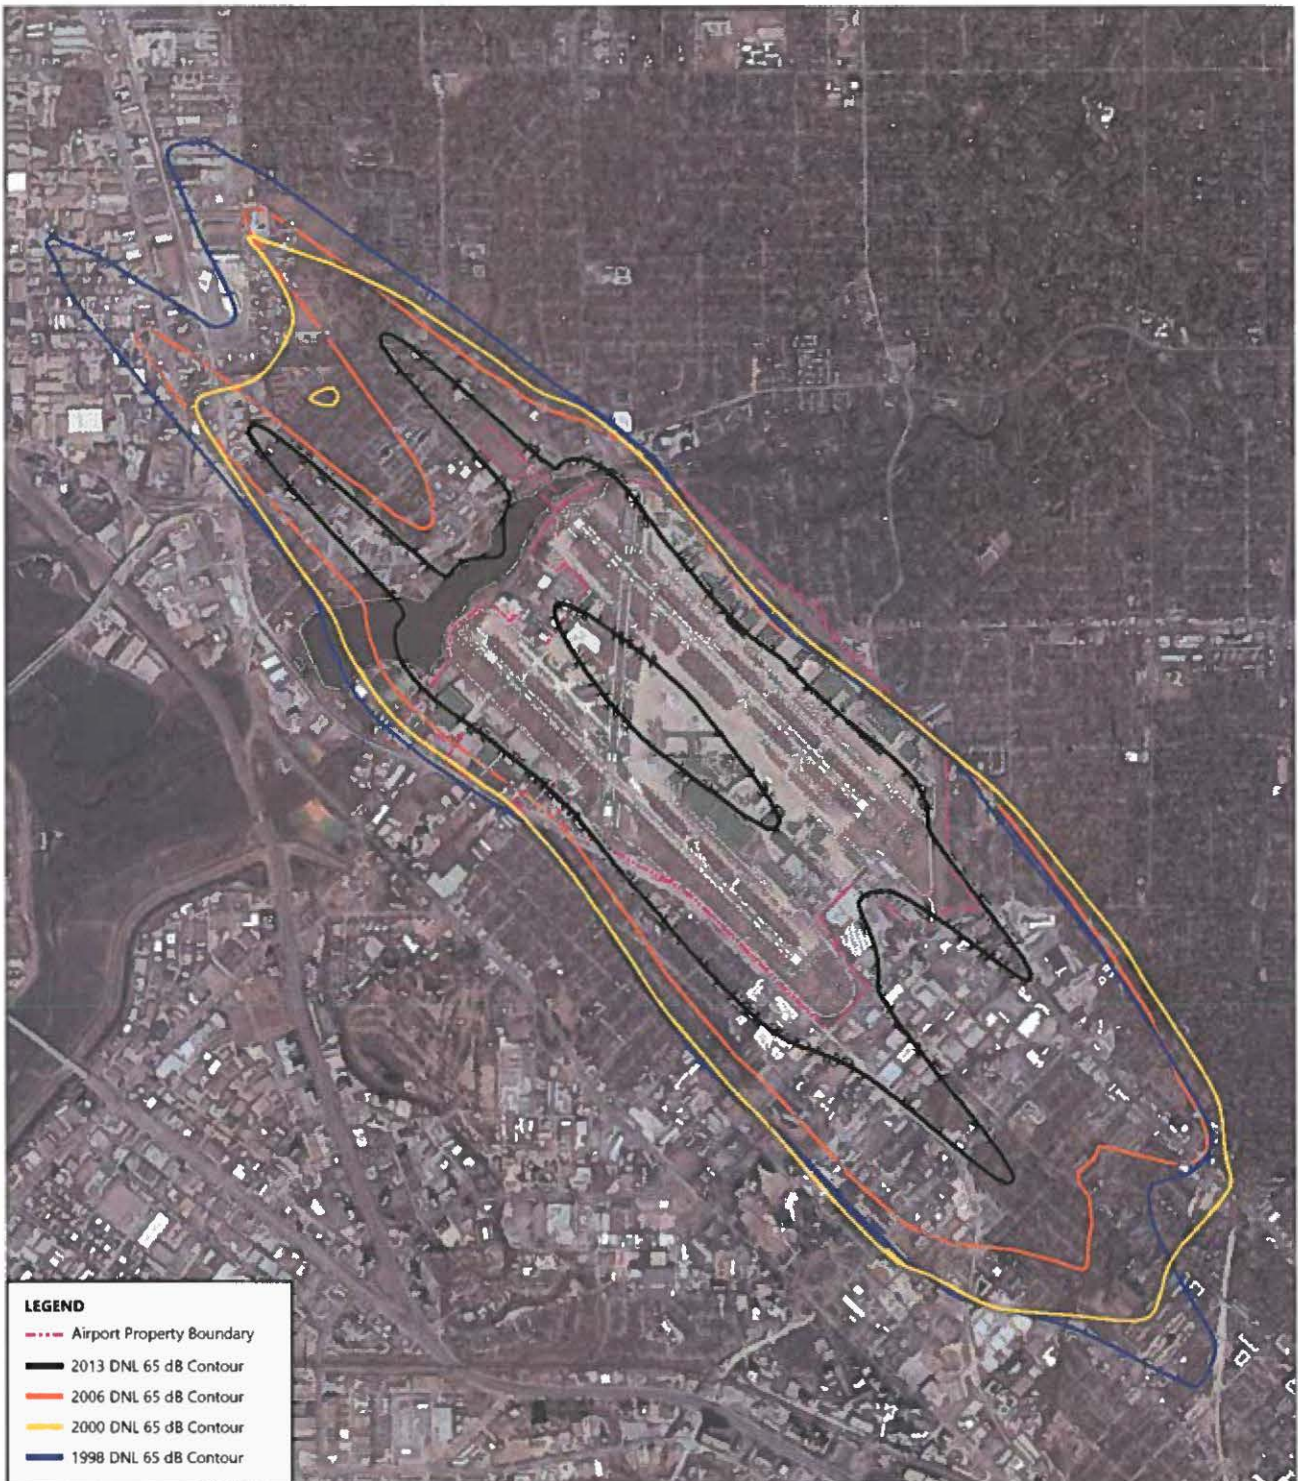 LEGEND
Airport Property Boundary
2013 DNL 65 dB Contour
2006 DNL 65 dB Contour
2000 DNL 65 dB Contour
1998 DNL 65 dB Contour